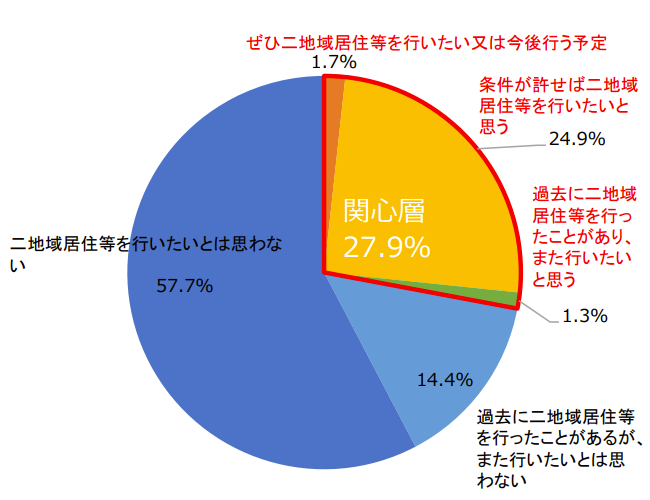 ぜひ二地域居住等を行いたい又は今後行う予定
1.7%
条件が許せば二地域
居住等を行いたいと
思う
24.9%
過去に二地域
居住等を行っ
たことがあり、
また行いたい
と思う
1.3%
関心層
27.9%
二地域居住等を行いたいとは思わな
い
57.7%
14.4%
過去に二地域居住等
を行ったことがあるが、
また行いたいとは思
わない